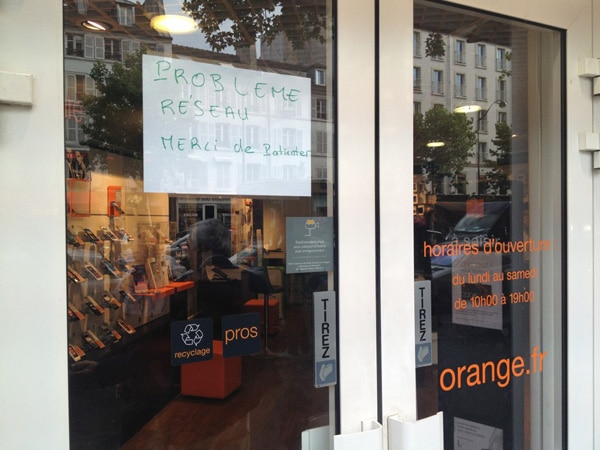 PROBLEME
RÉSEAU
MERCi de Patienter
TIREZ
TIREZ
recyclage
pros
horaires d'ouverture
du lundi au samedi
de 10h00 à 19h00
orange.fr